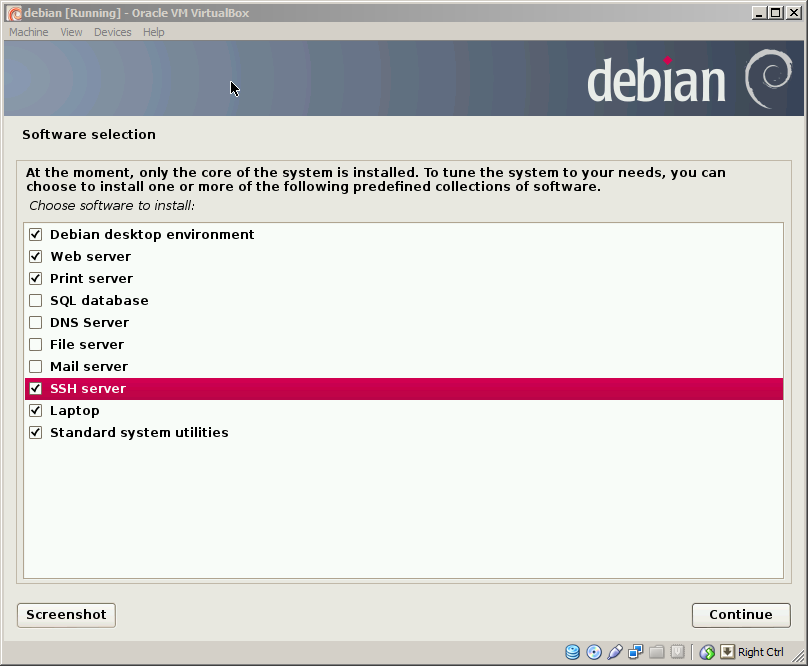 debian [Running] - Oracle VM VirtualBox
Machine View Devices Help
debian
Software selection
At the moment, only the core of the system is installed. To tune the system to your needs, you can
choose to install one or more of the following predefined collections of software.
Choose software to install:
Debian desktop environment
Web server
Print server
SQL database
DNS Server
File server
Mail server
SSH server
Laptop
Standard system utilities
Screenshot
Continue
Right Ctrl